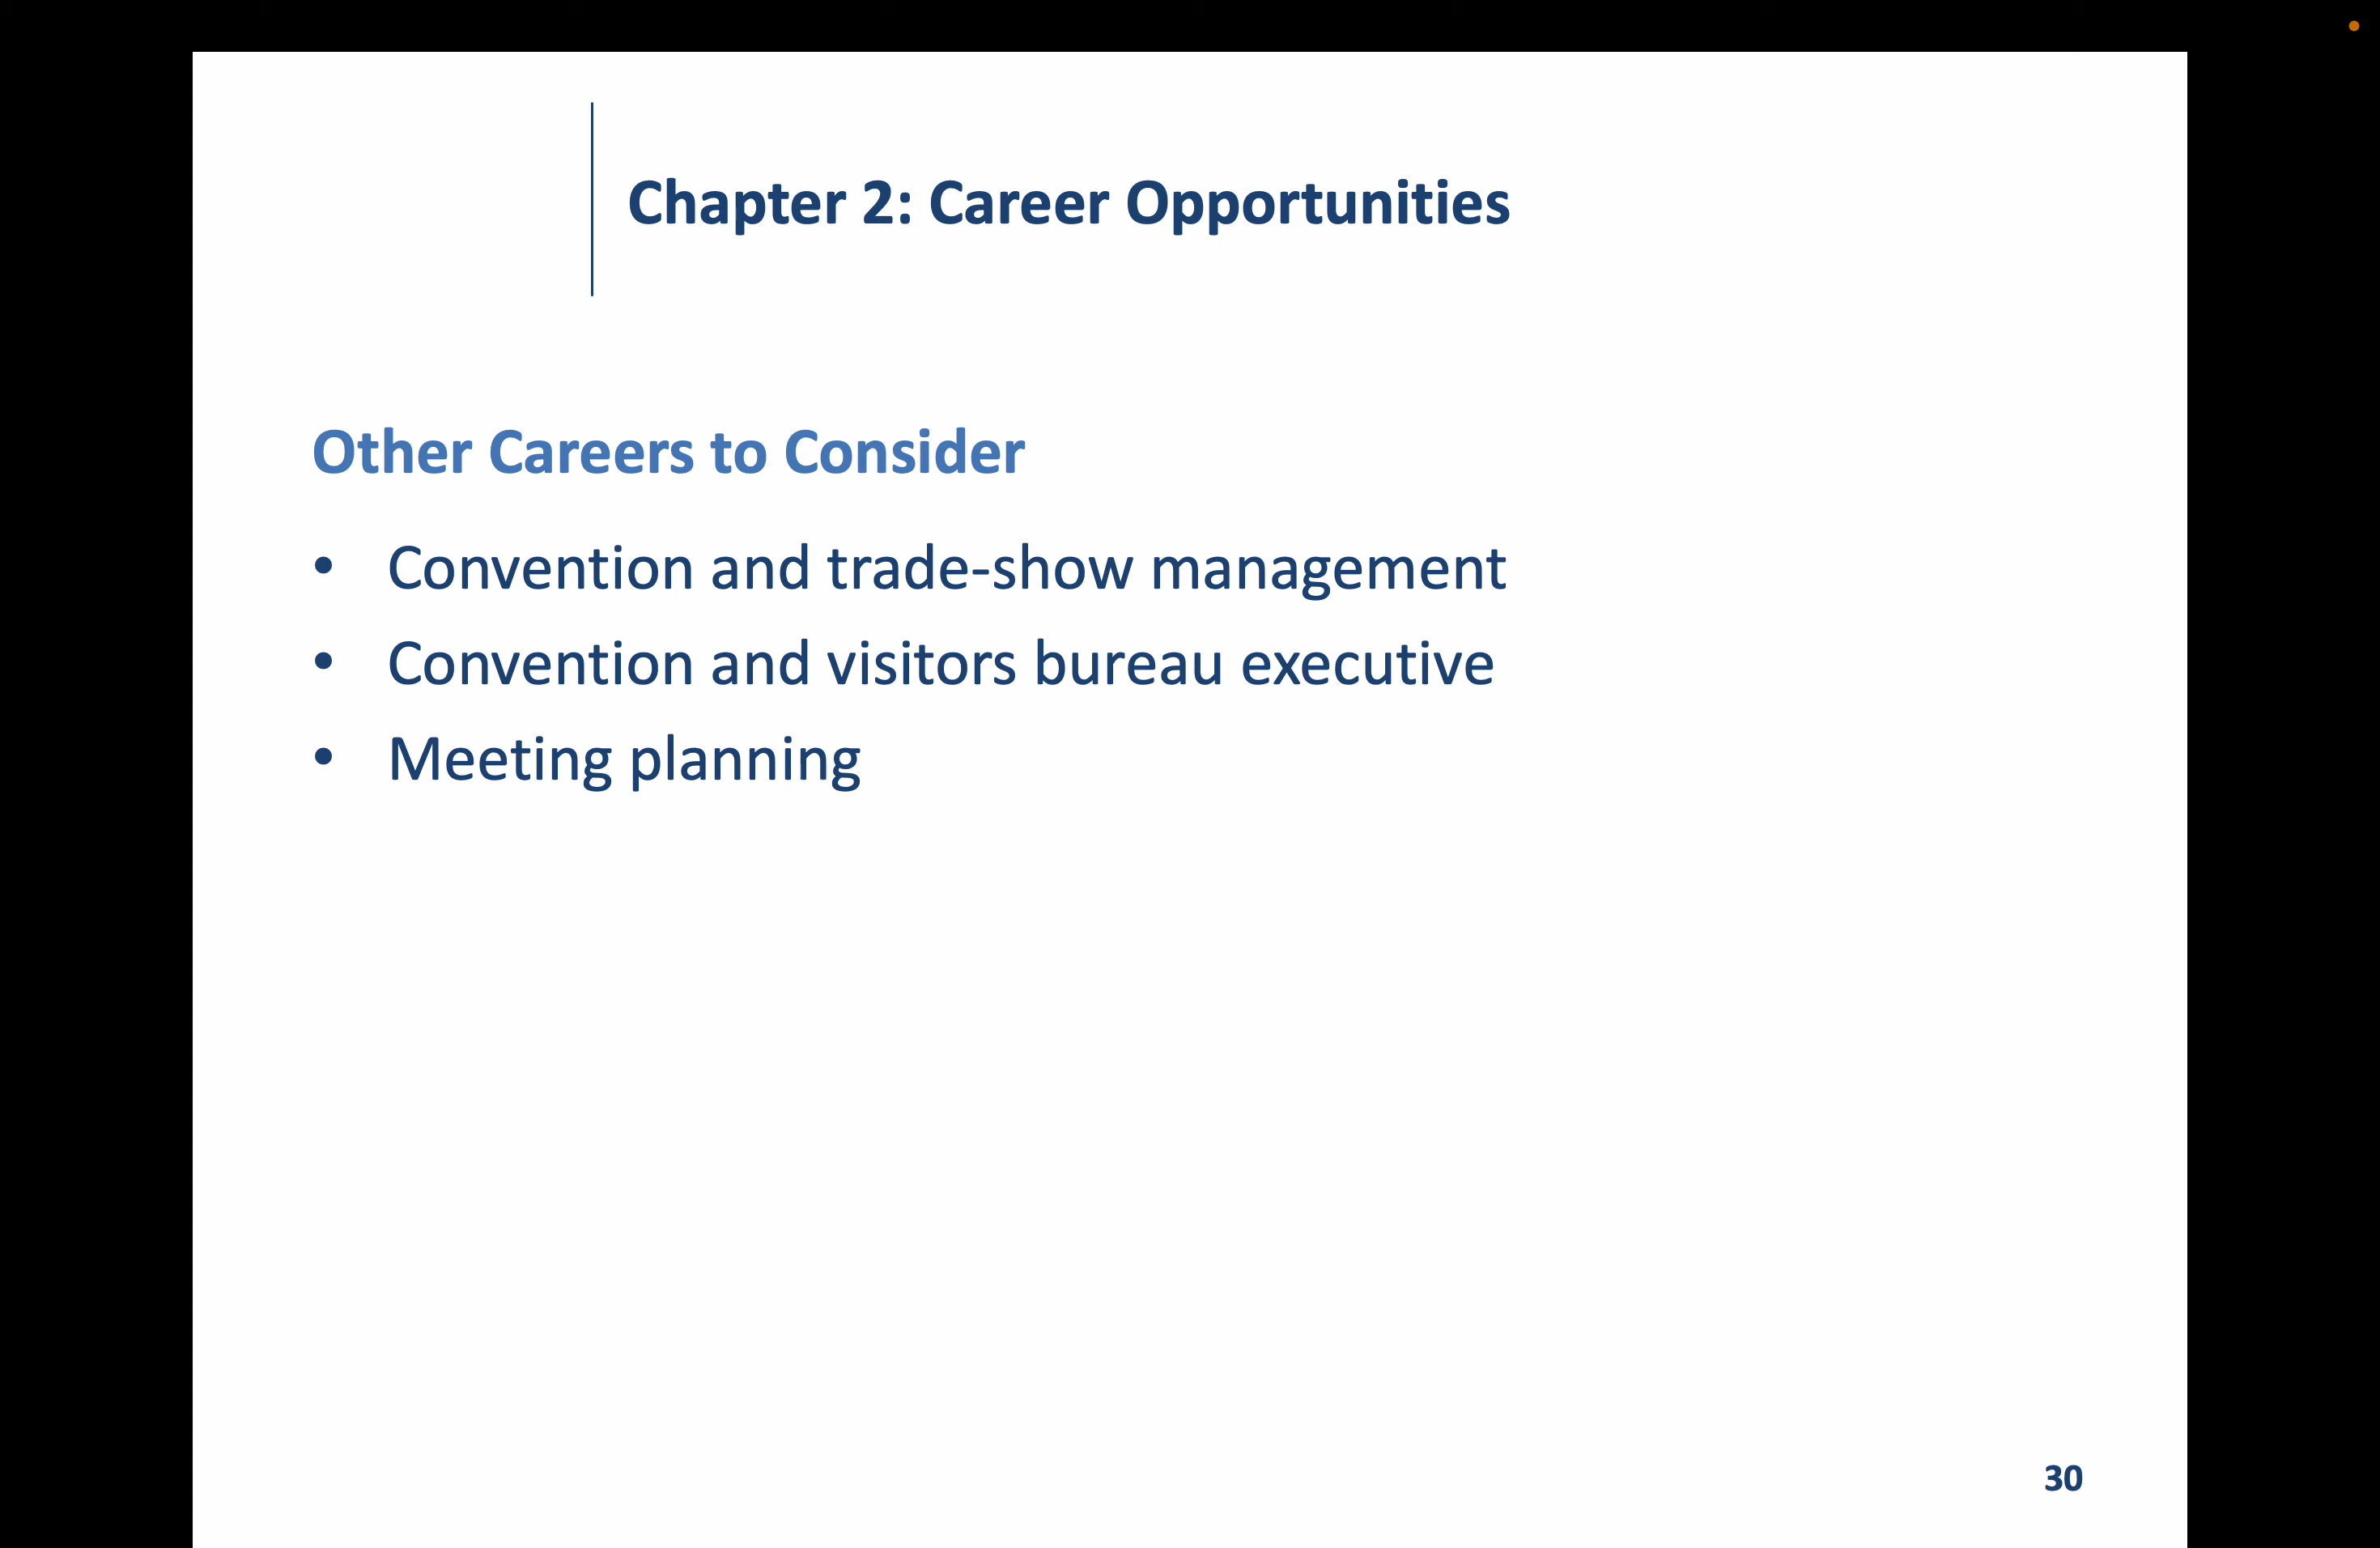 Chapter 2: Career Opportunities
Other Careers to Consider
• Convention and trade-show management
• Convention and visitors bureau executive
• Meeting planning
30